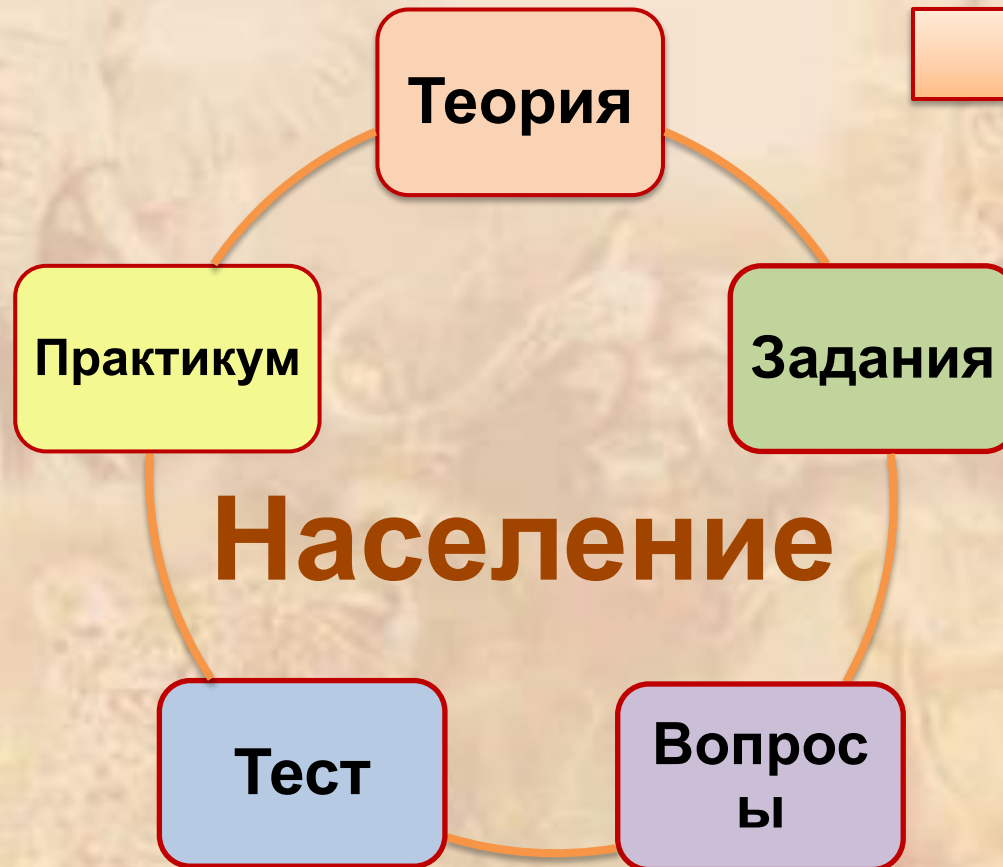 Теория
Практикум
Задания
Население
Тест
Вопрос
ы